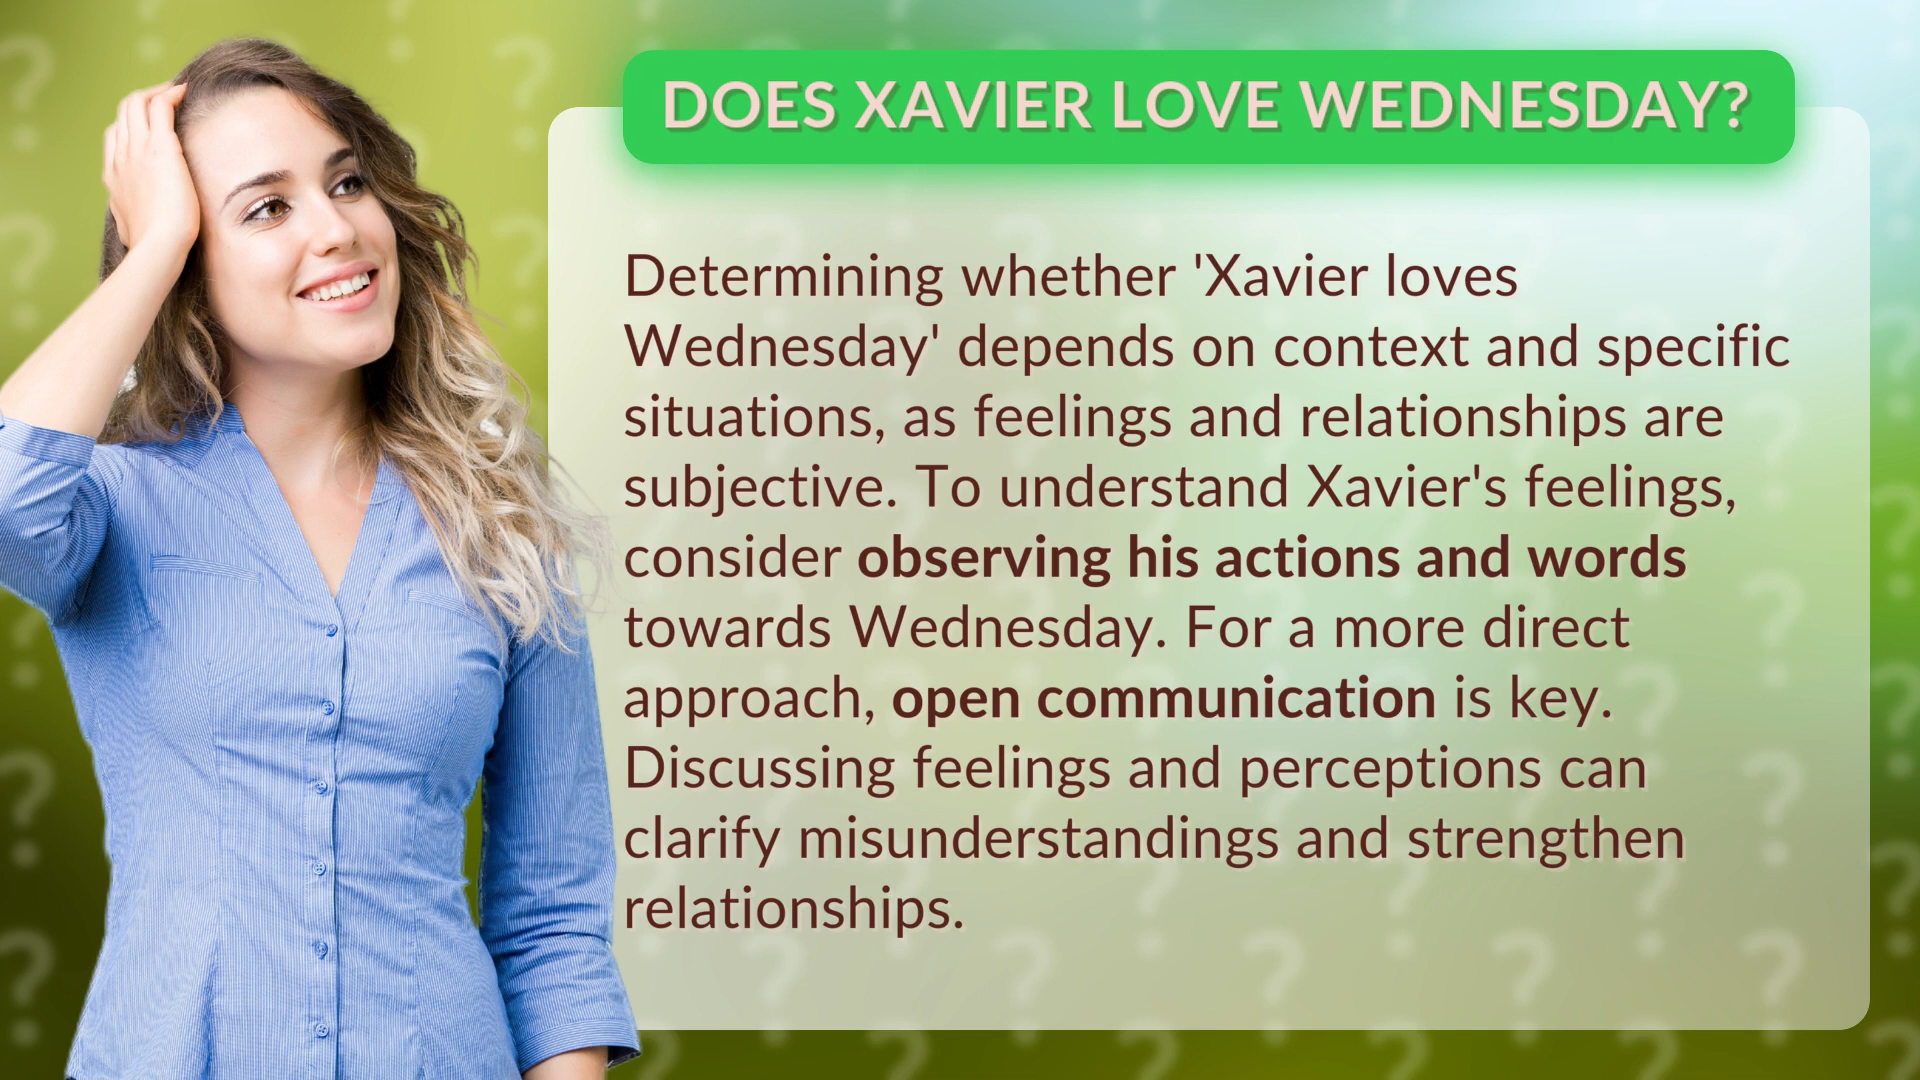 DOES XAVIER LOVE WEDNESDAY?
Determining whether 'Xavier loves
Wednesday' depends on context and specific
situations, as feelings and relationships are
subjective. To understand Xavier's feelings,
consider observing his actions and words
towards Wednesday. For a more direct
approach, open communication is key.
Discussing feelings and perceptions can
clarify misunderstandings and strengthen
relationships.